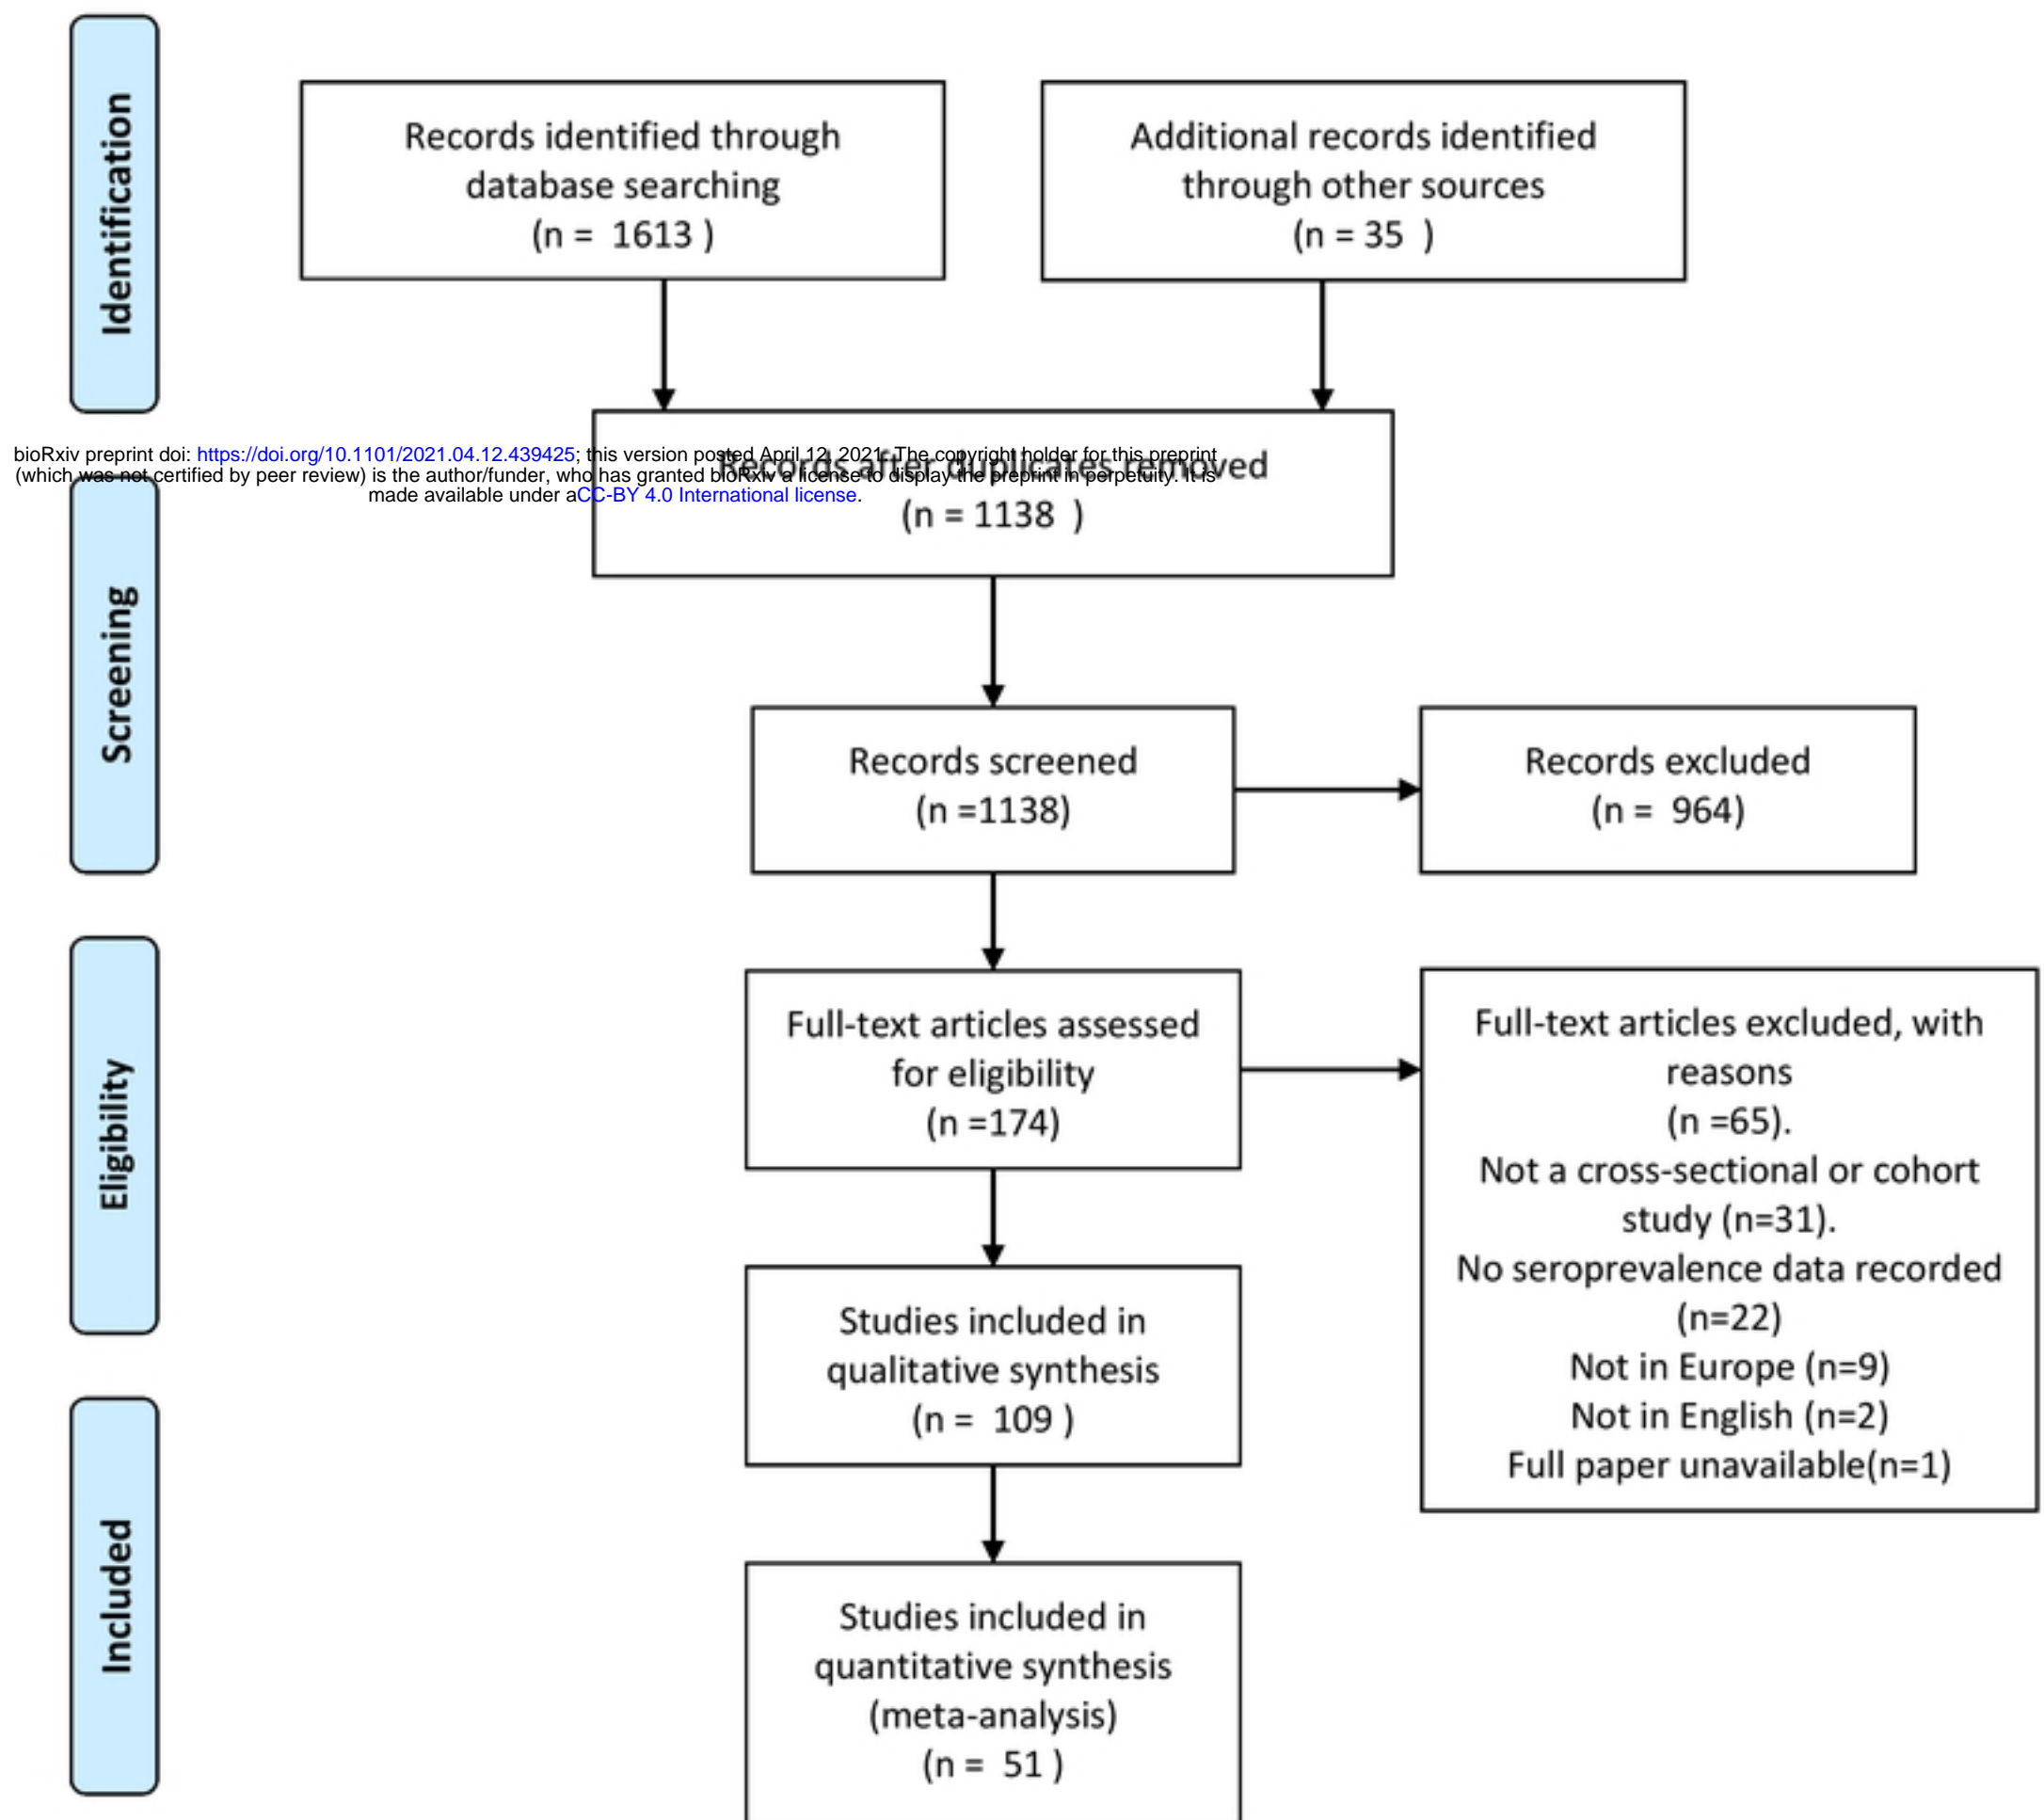 Identification
Records identified through
database searching
(n = 1613 )
Additional records identified
through other sources
(n = 35 )
bioRxiv preprint doi: https://doi.org/10.1101/2021.04.12.439425; this version posted April 12, 2021. The copyright holder for this preprint
(which was not certified by peer review) is the author/funder, who has granted bioRxiv a license to display the preprint in perpetuity. It is
made available under aCC-BY 4.0 International license.
Records after duplicates removed
(n = 1138 )
Screening
Records screened
(n =1138)
Records excluded
(n = 964)
Eligibility
Full-text articles assessed
for eligibility
(n =174)
Full-text articles excluded, with
reasons
(n =65).
Not a cross-sectional or cohort
study (n=31).
No seroprevalence data recorded
(n=22)
Not in Europe (n=9)
Not in English (n=2)
Full paper unavailable(n=1)
Studies included in
qualitative synthesis
(n = 109 )
Included
Studies included in
quantitative synthesis
(meta-analysis)
(n = 51 )